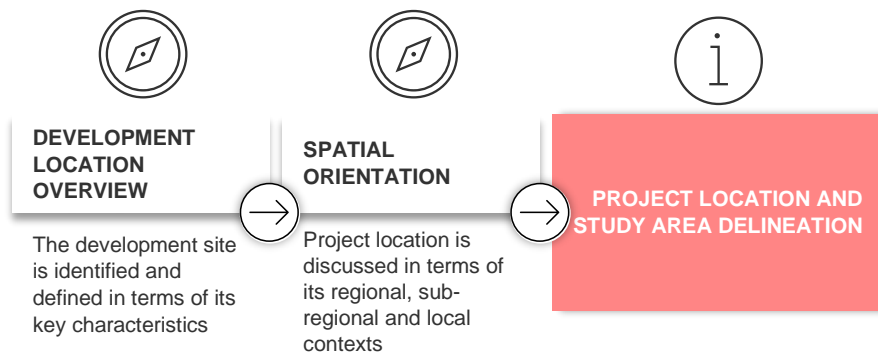 DEVELOPMENT
LOCATION
OVERVIEW
The development site
is identified and
defined in terms of its
key characteristics
SPATIAL
ORIENTATION
Project location is
discussed in terms of
its regional, sub-
regional and local
contexts
PROJECT LOCATION AND
STUDY AREA DELINEATION